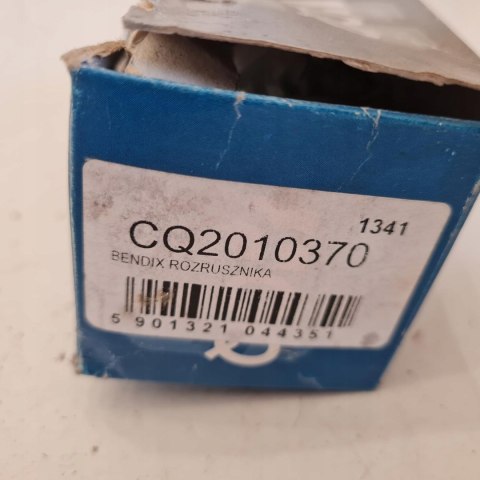 1341
CQ2010370
BENDIX ROZRUSZNIKA
5 901321 044351